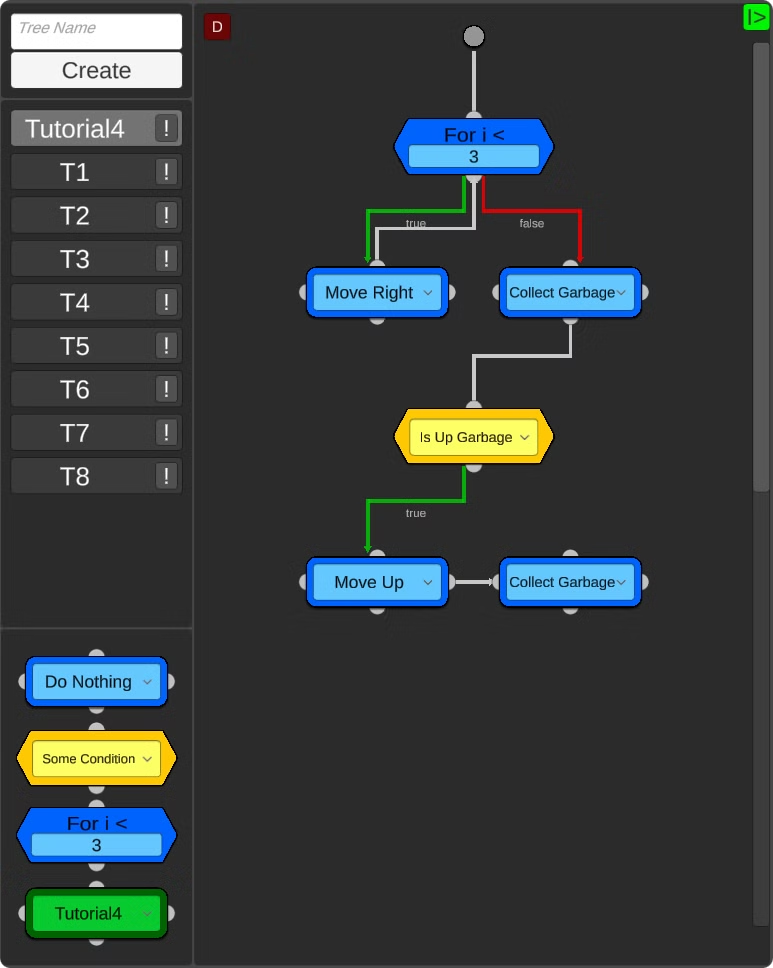 Tree Name
Create
Tutorial4 !
T1 !
T2 !
T3 !
T4 !
T5 !
T6 !
T7 !
T8 !
Do Nothing
Some Condition
For i <
3
Tutorial4
D
|>
For i <
3
true
false
Move Right
Collect Garbage
Is Up Garbage
true
Move Up
Collect Garbage